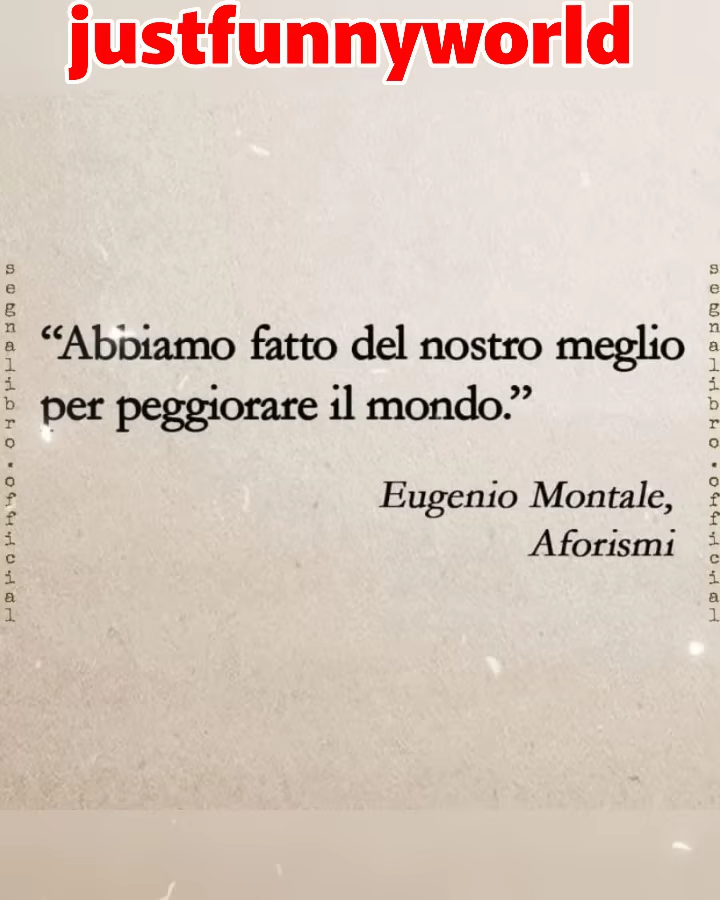 justfunnyworld
“Abbiamo fatto del nostro meglio
per peggiorare il mondo.”
Eugenio Montale,
Aforismi
segnalibro.official
segnalibro.official